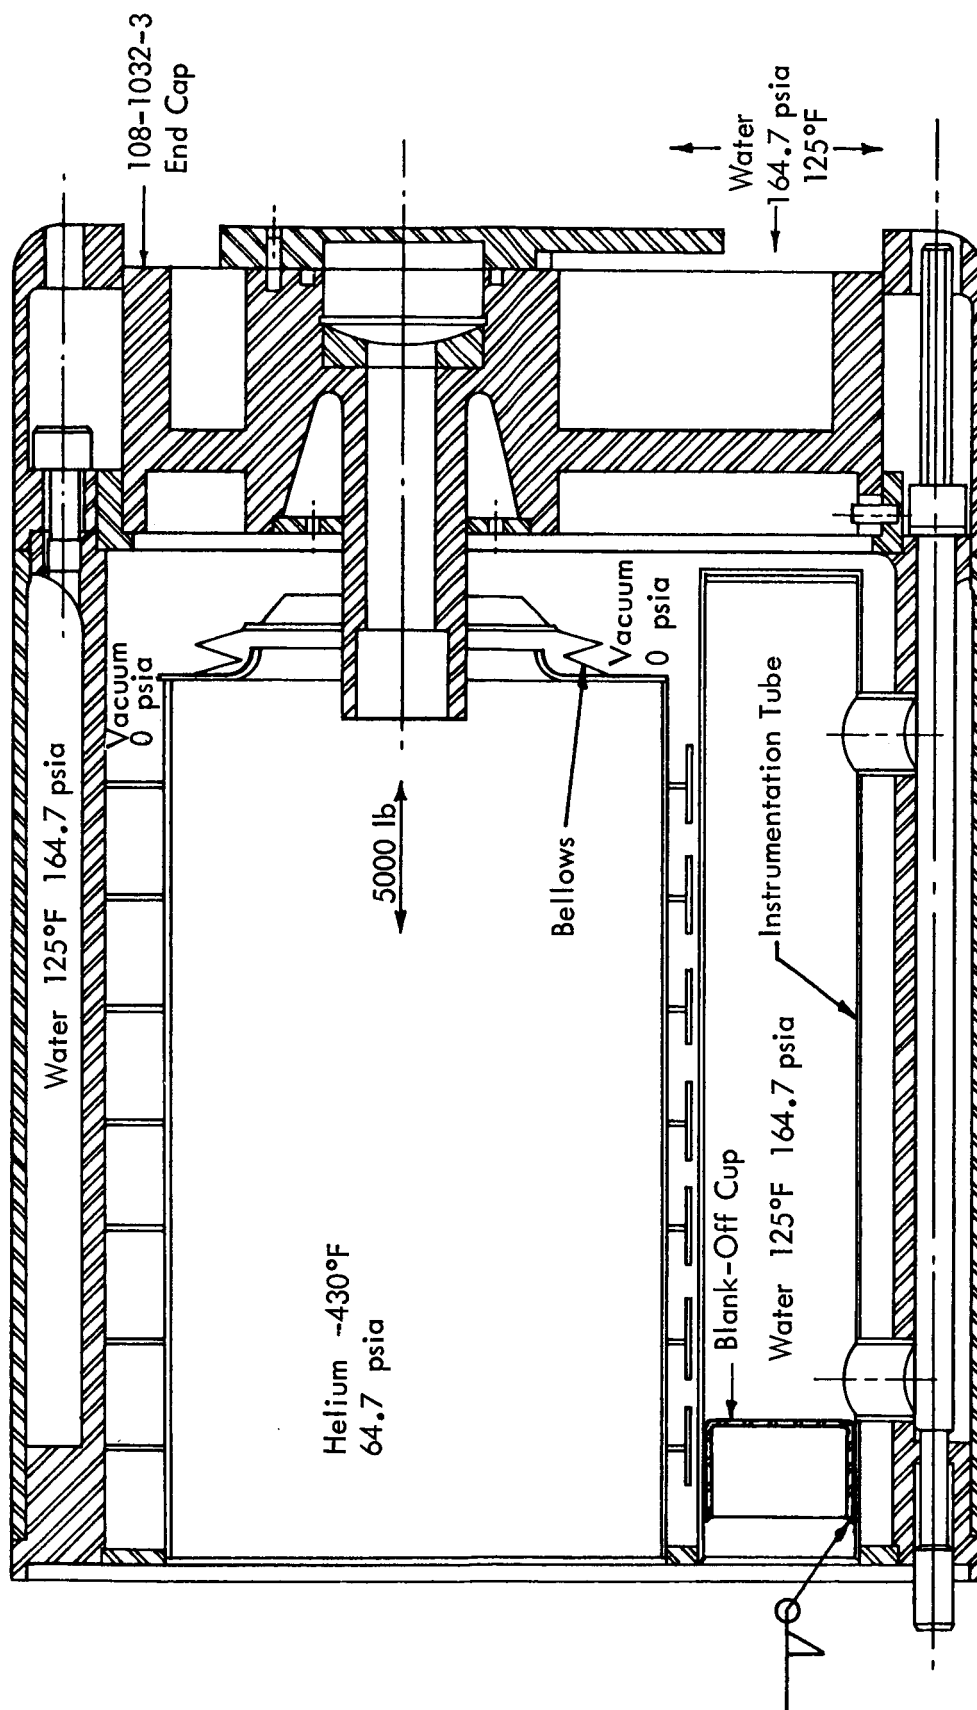 108-1032-3
End Cap
Water
164.7 psia
125°F
Water 125°F 164.7 psia
Vacuum
0 psia
Vacuum
0 psia
5000 lb
Bellows
Helium -430°F
64.7 psia
Instrumentation Tube
Blank-Off Cup
Water 125°F 164.7 psia